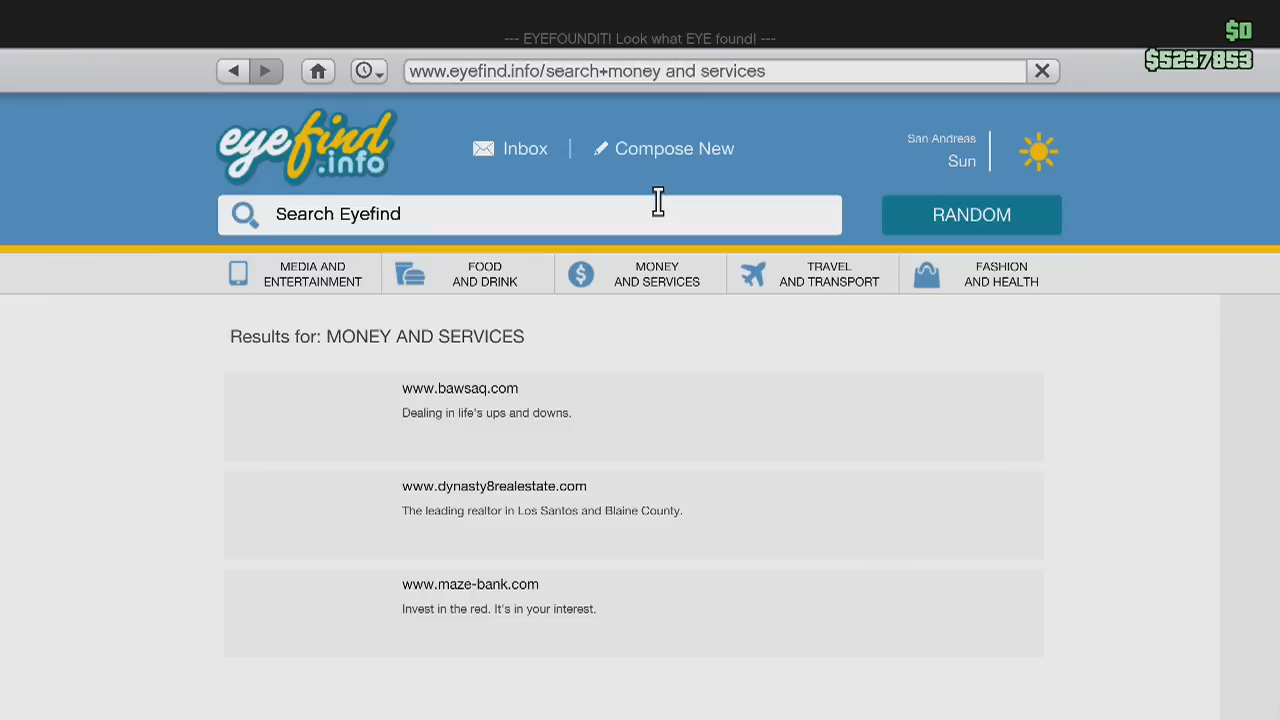 --- EYEFOUNDIT! Look what EYE found! ---
$0
$5237853
www.eyefind.info/search+money and services
eyefind
.info
Inbox
Compose New
San Andreas
Sun
Search Eyefind
RANDOM
MEDIA AND
ENTERTAINMENT
FOOD
AND DRINK
MONEY
AND SERVICES
TRAVEL
AND TRANSPORT
FASHION
AND HEALTH
Results for: MONEY AND SERVICES
www.bawsaq.com
Dealing in life's ups and downs.
www.dynasty8realestate.com
The leading realtor in Los Santos and Blaine County.
www.maze-bank.com
Invest in the red. It's in your interest.